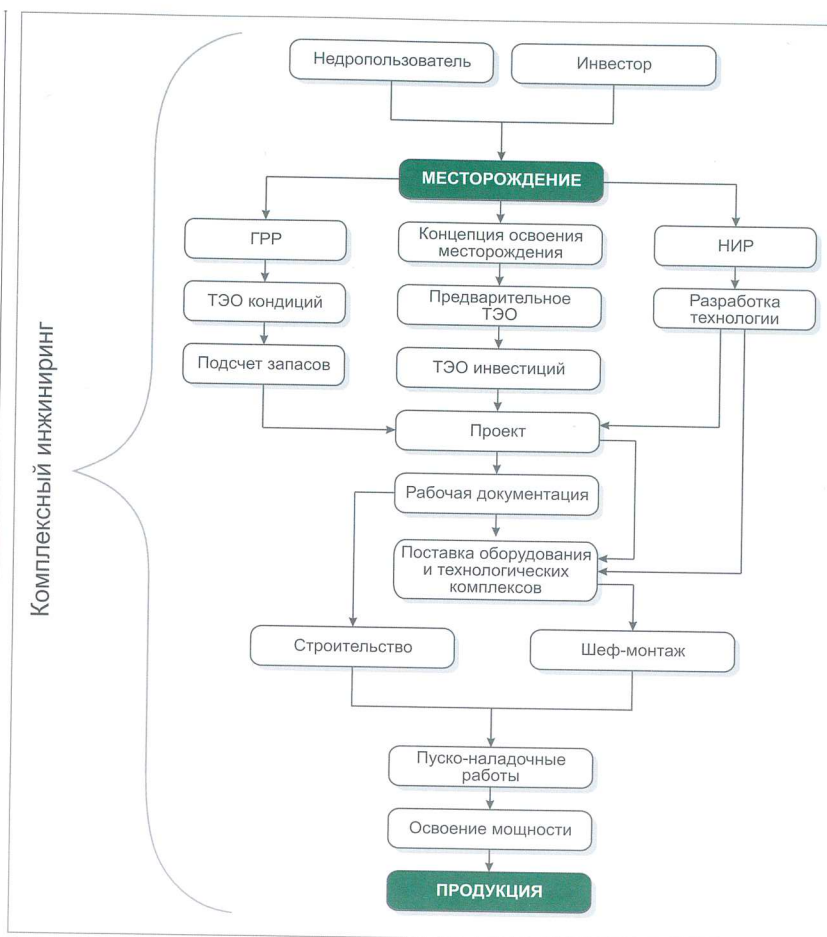 Комплексный инжиниринг
Недропользователь
Инвестор
МЕСТОРОЖДЕНИЕ
ГРР
Концепция освоения
месторождения
НИР
ТЭО кондиций
Предварительное
ТЭО
Разработка
технологии
Подсчет запасов
ТЭО инвестиций
Проект
Рабочая документация
Поставка оборудования
и технологических
комплексов
Строительство
Шеф-монтаж
Пуско-наладочные
работы
Освоение мощности
ПРОДУКЦИЯ